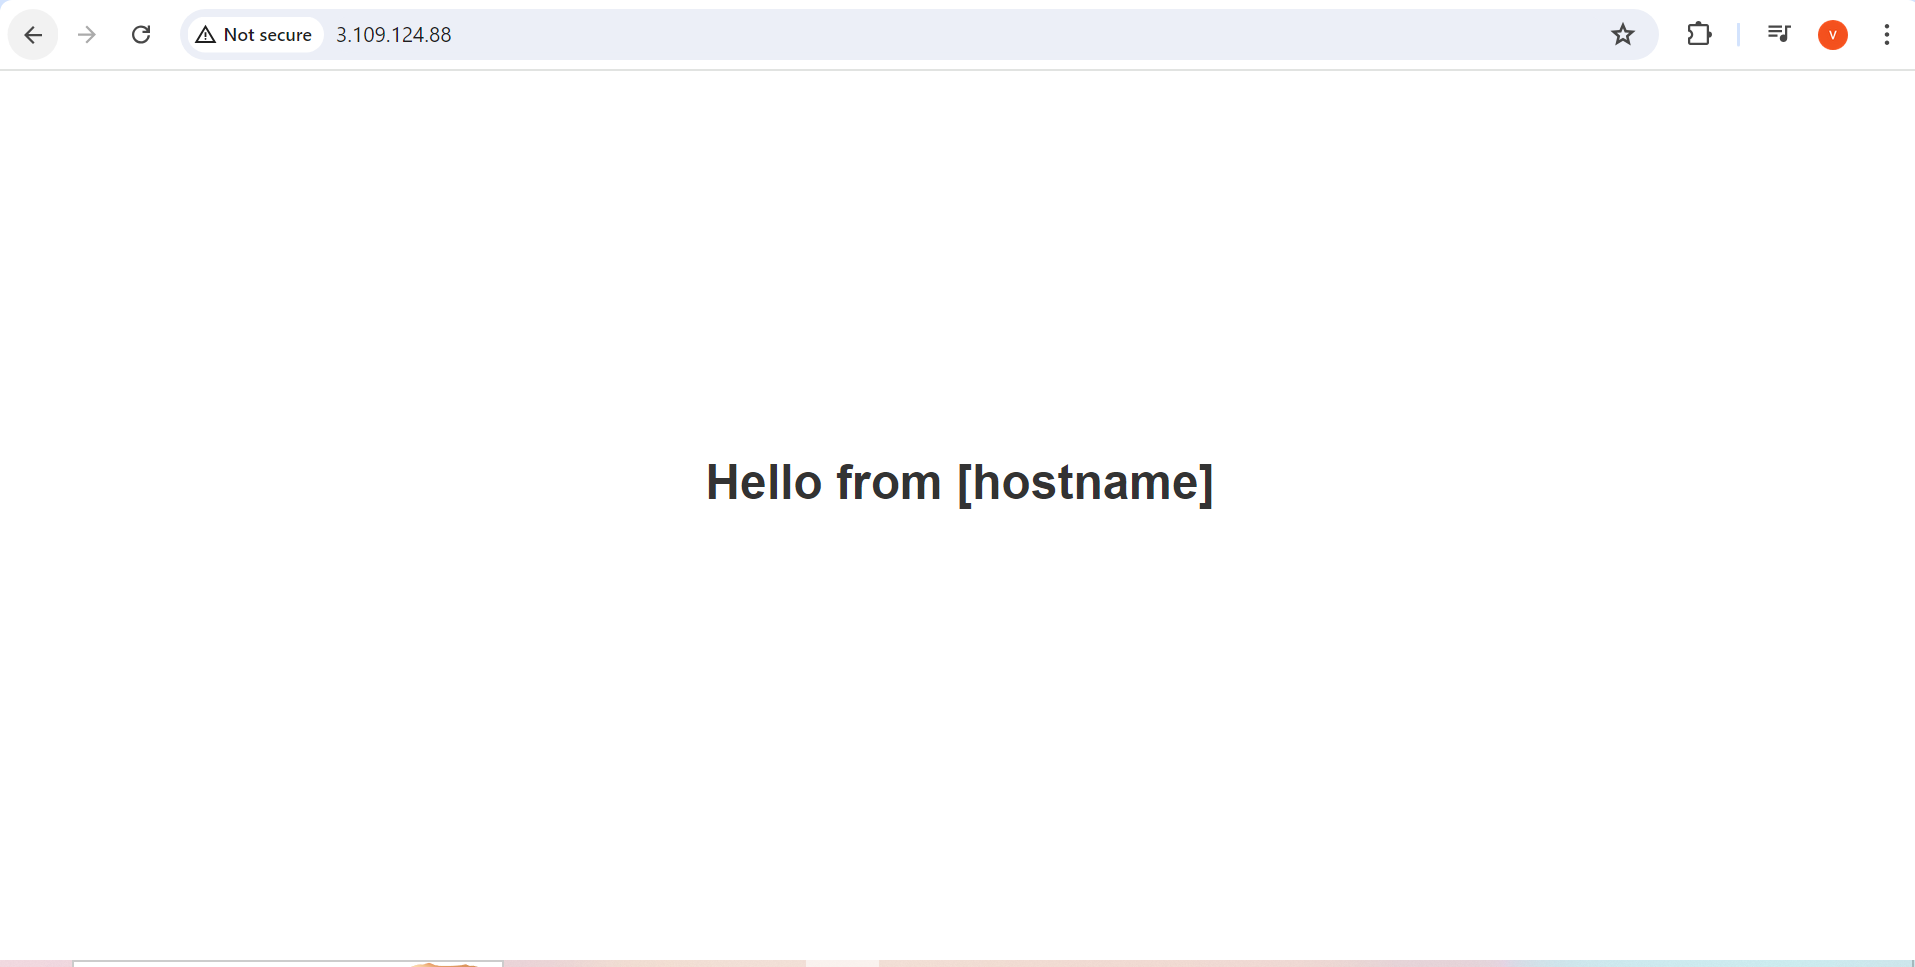 Not secure 3.109.124.88
V
Hello from [hostname]